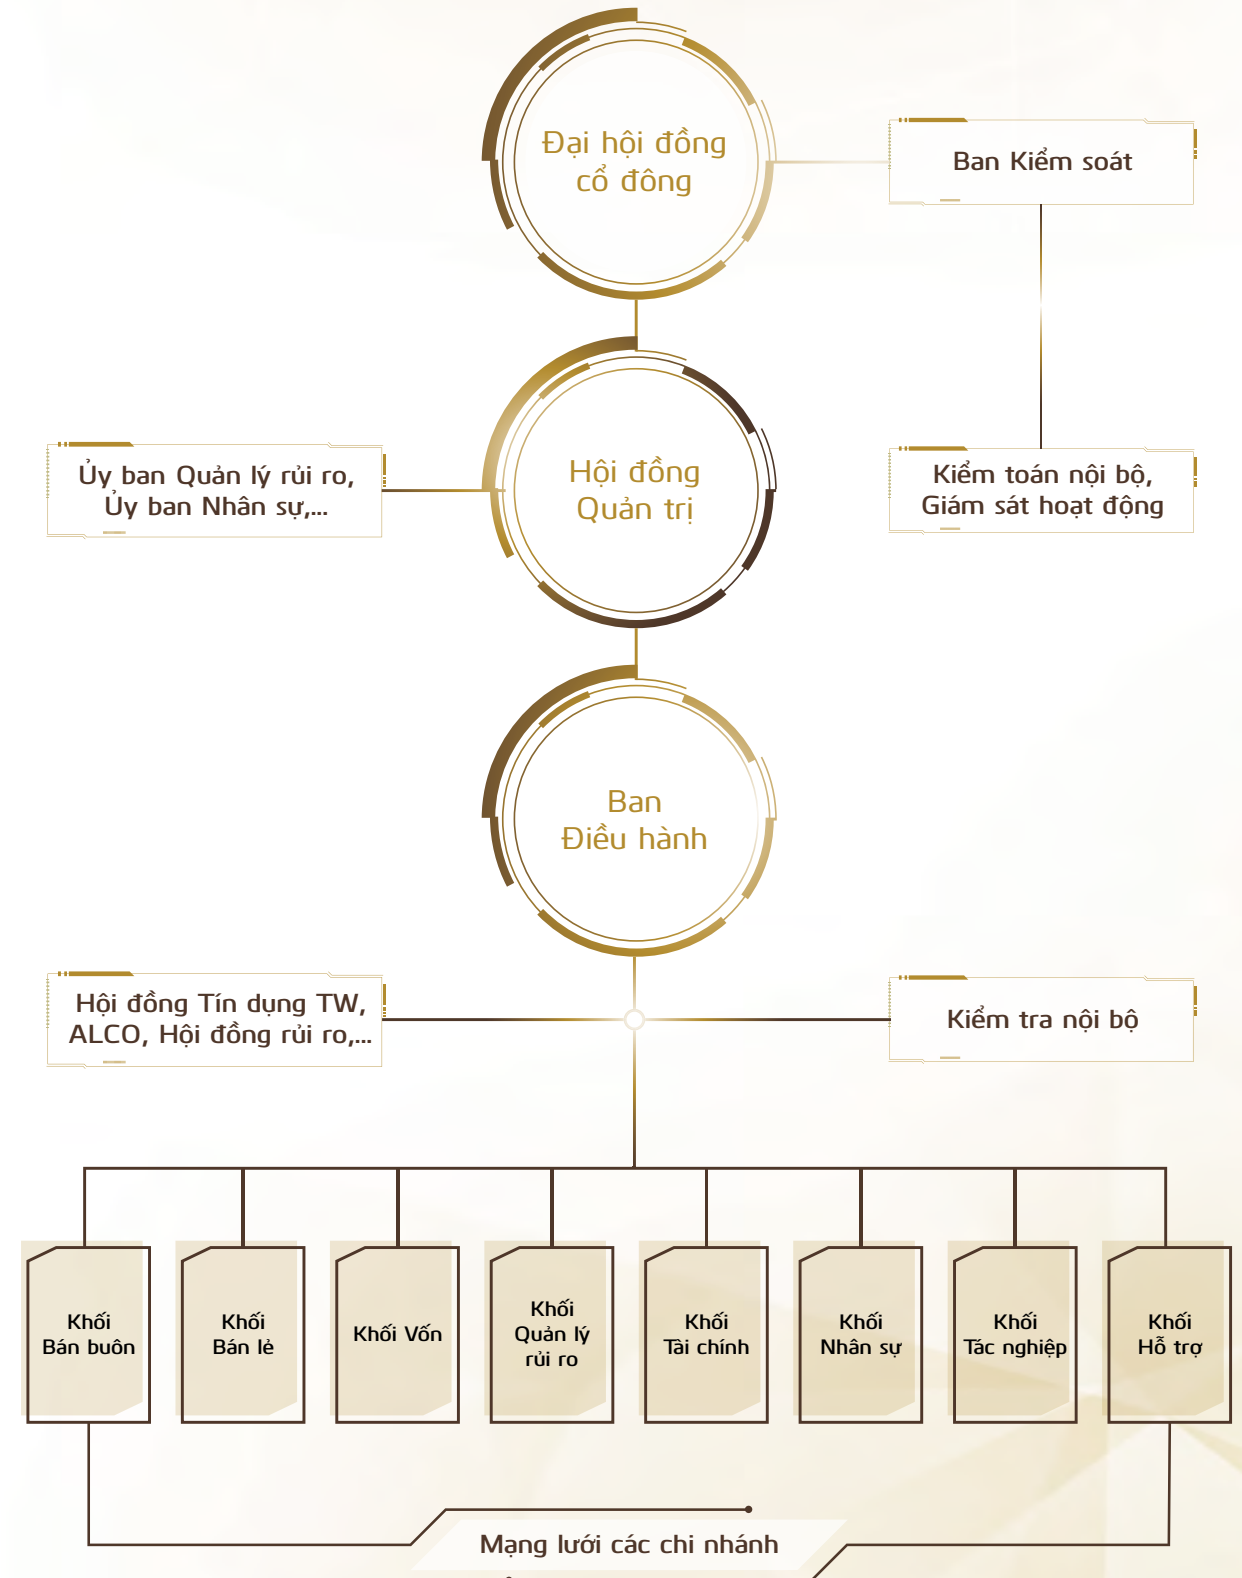 Đại hội đồng
cổ đông
Ban Kiểm soát
Ủy ban Quản lý rủi ro,
Ủy ban Nhân sự,...
Hội đồng
Quản trị
Kiểm toán nội bộ,
Giám sát hoạt động
Ban
Điều hành
Hội đồng Tín dụng TW,
ALCO, Hội đồng rủi ro,...
Kiểm tra nội bộ
Khối
Bán buôn
Khối
Bán lẻ
Khối Vốn
Khối
Quản lý
rủi ro
Khối
Tài chính
Khối
Nhân sự
Khối
Tác nghiệp
Khối
Hỗ trợ
Mạng lưới các chi nhánh